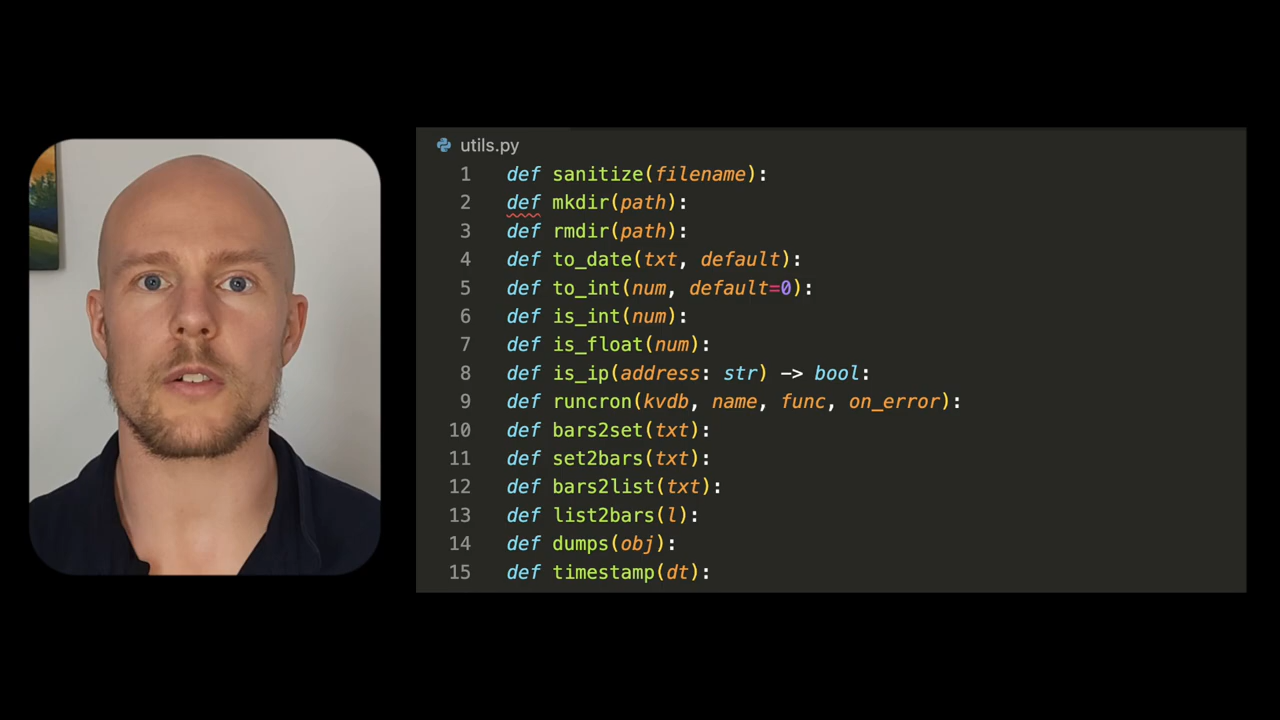 utils.py
1 def sanitize(filename):
2 def mkdir(path):
3 def rmdir(path):
4 def to_date(txt, default):
5 def to_int(num, default=0):
6 def is_int(num):
7 def is_float(num):
8 def is_ip(address: str) -> bool:
9 def runcron(kvdb, name, func, on_error):
10 def bars2set(txt):
11 def set2bars(txt):
12 def bars2list(txt):
13 def list2bars(l):
14 def dumps(obj):
15 def timestamp(dt):